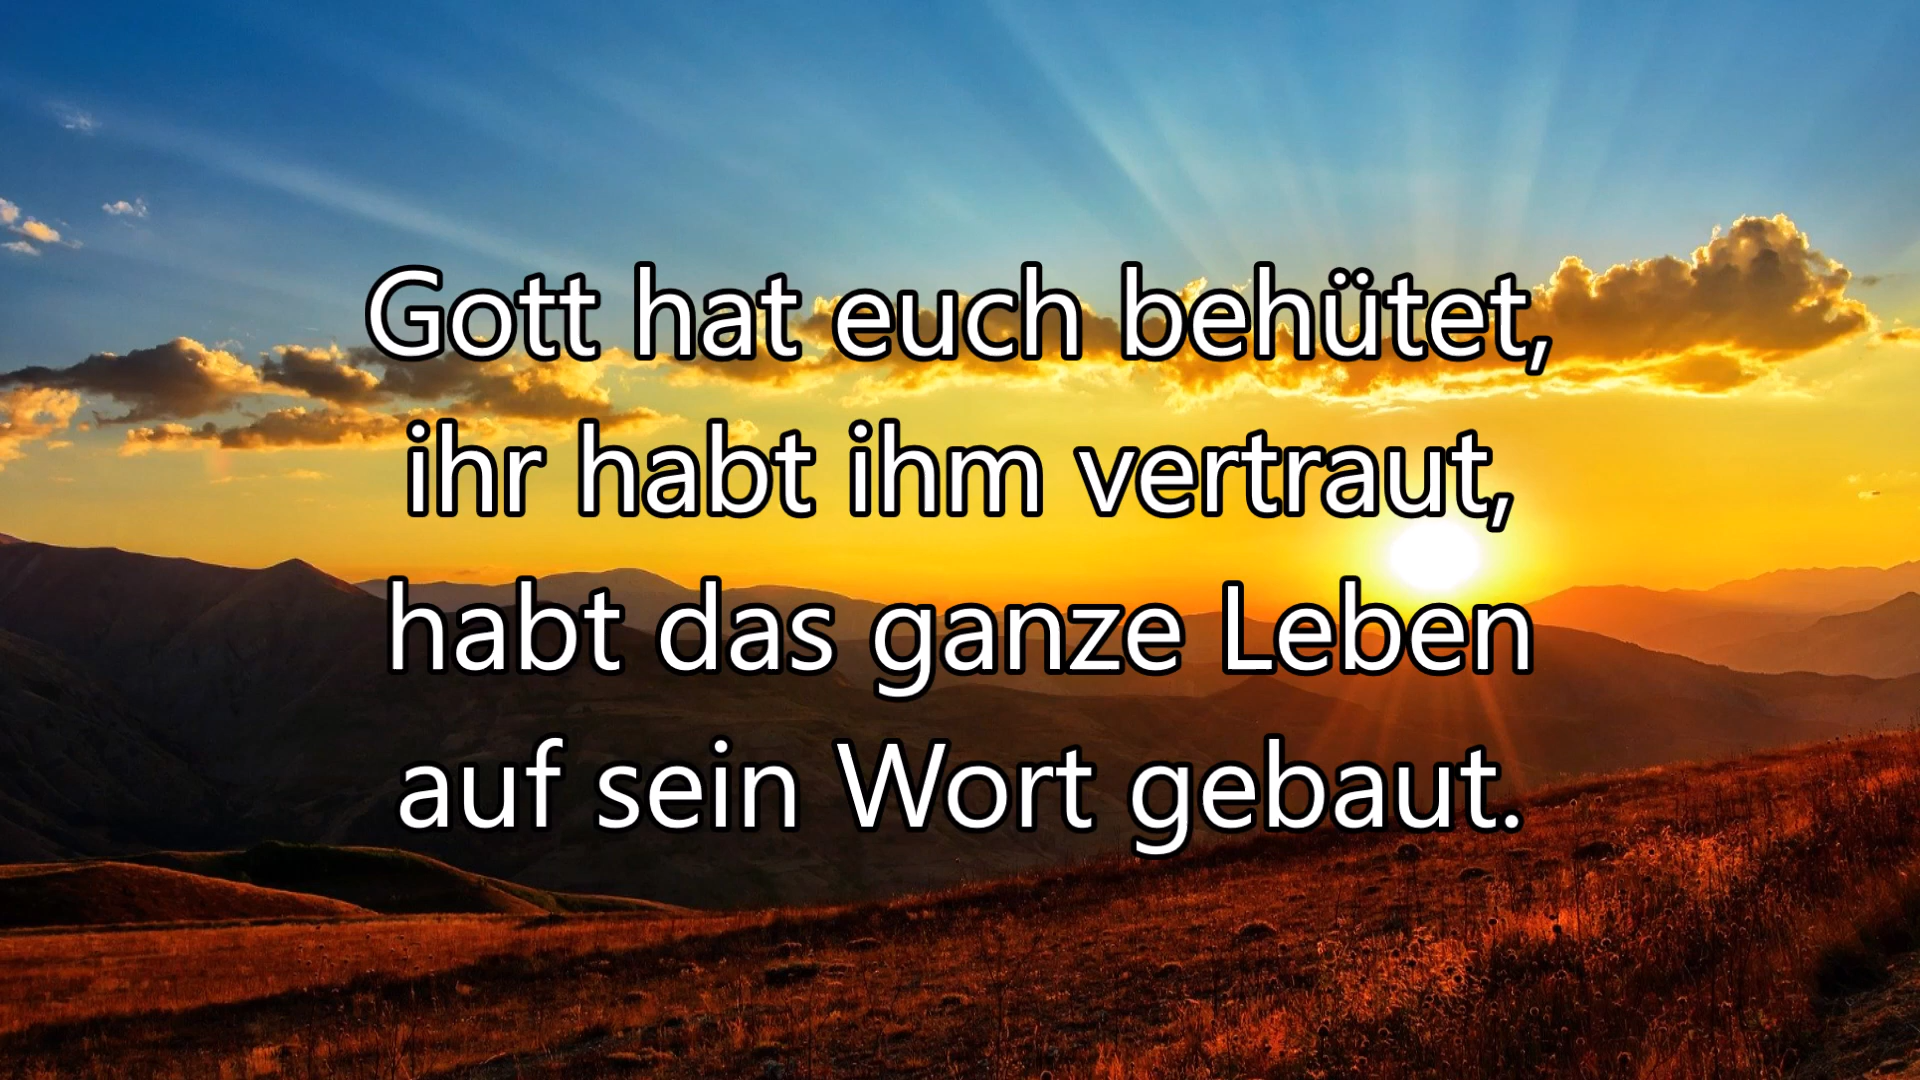 Gott hat euch behütet,
ihr habt ihm vertraut,
habt das ganze Leben
auf sein Wort gebaut.